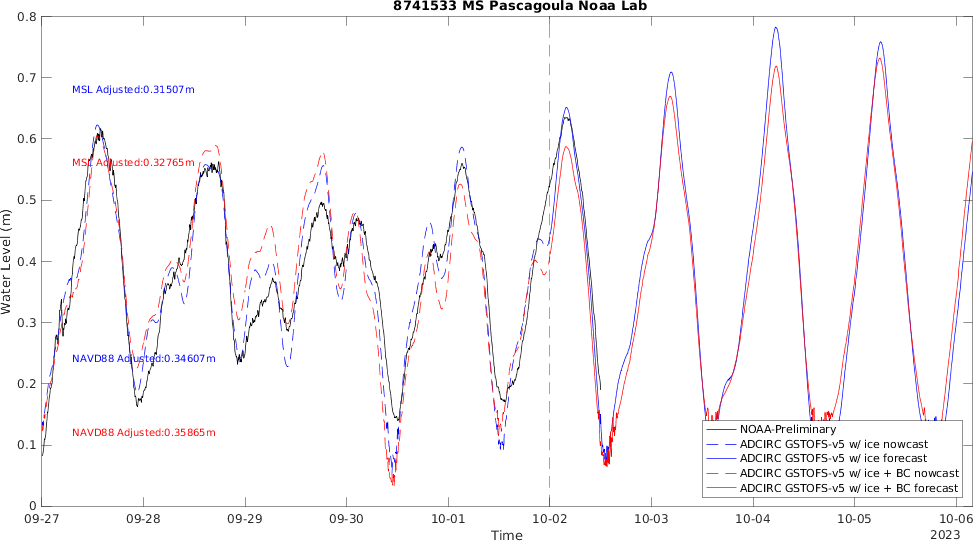 8741533 MS Pascagoula Noaa Lab
0.8
0.7
0.6
0.5
0.4
0.3
0.2
0.1
0
Water Level (m)
MSL Adjusted:0.31507m
MSL Adjusted:0.32765m
NAVD88 Adjusted:0.34607m
NAVD88 Adjusted:0.35865m
NOAA-Preliminary
ADCIRC GSTOFS-v5 w/ ice nowcast
ADCIRC GSTOFS-v5 w/ ice forecast
ADCIRC GSTOFS-v5 w/ ice + BC nowcast
ADCIRC GSTOFS-v5 w/ ice + BC forecast
09-27 09-28 09-29 09-30 10-01 10-02 10-03 10-04 10-05 10-06
Time
2023